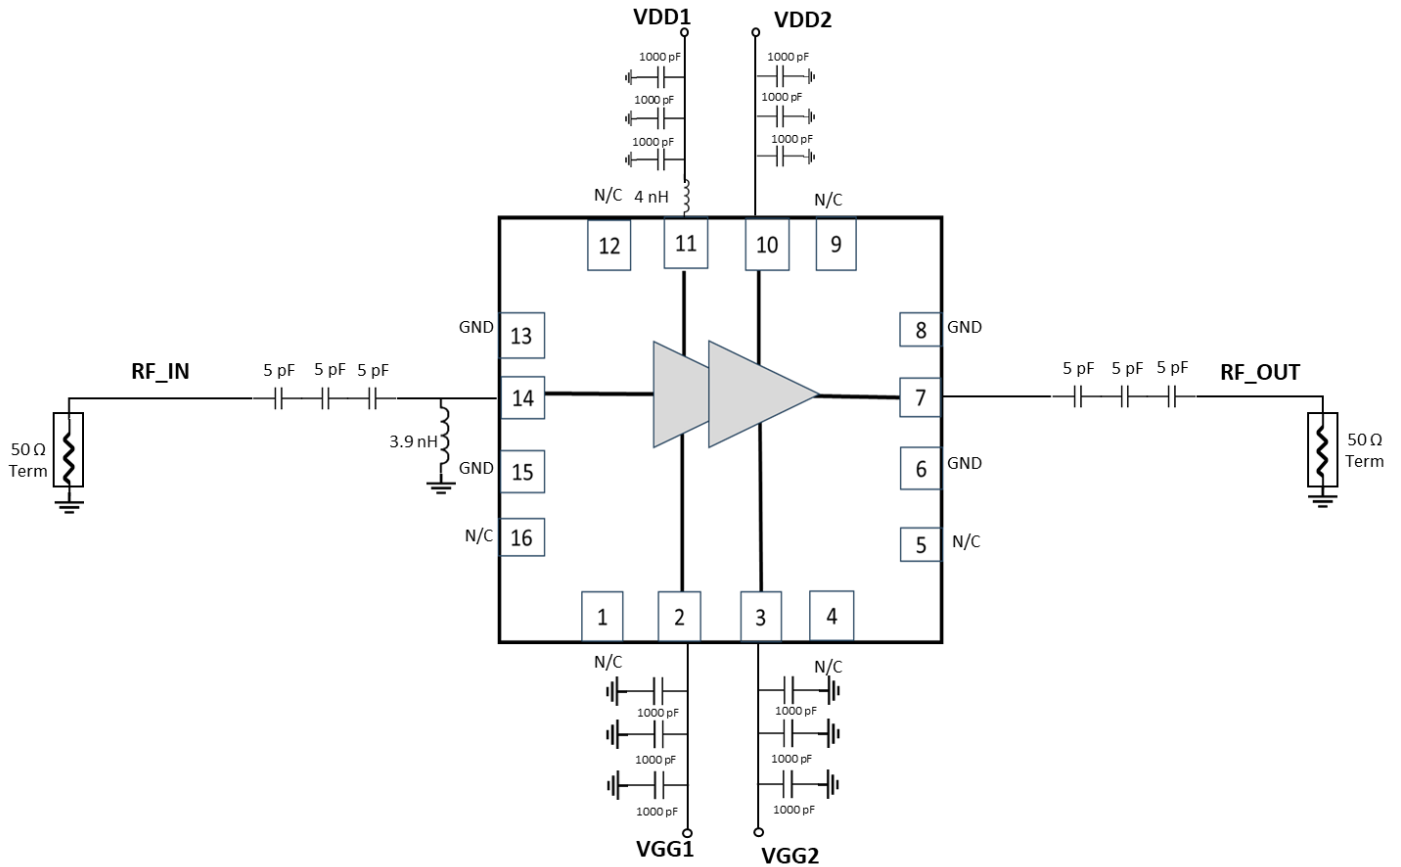 VDD1
VDD2
1000 pF
1000 pF
1000 pF
1000 pF
1000 pF
1000 pF
N/C
4 nH
N/C
12
11
10
9
GND
13
8
GND
RF_IN
5 pF
5 pF
5 pF
14
7
5 pF
5 pF
5 pF
RF_OUT
50 Ω
Term
3.9 nH
GND
15
6
GND
50 Ω
Term
N/C
16
5
N/C
1
2
3
4
N/C
N/C
1000 pF
1000 pF
1000 pF
1000 pF
1000 pF
1000 pF
VGG1
VGG2